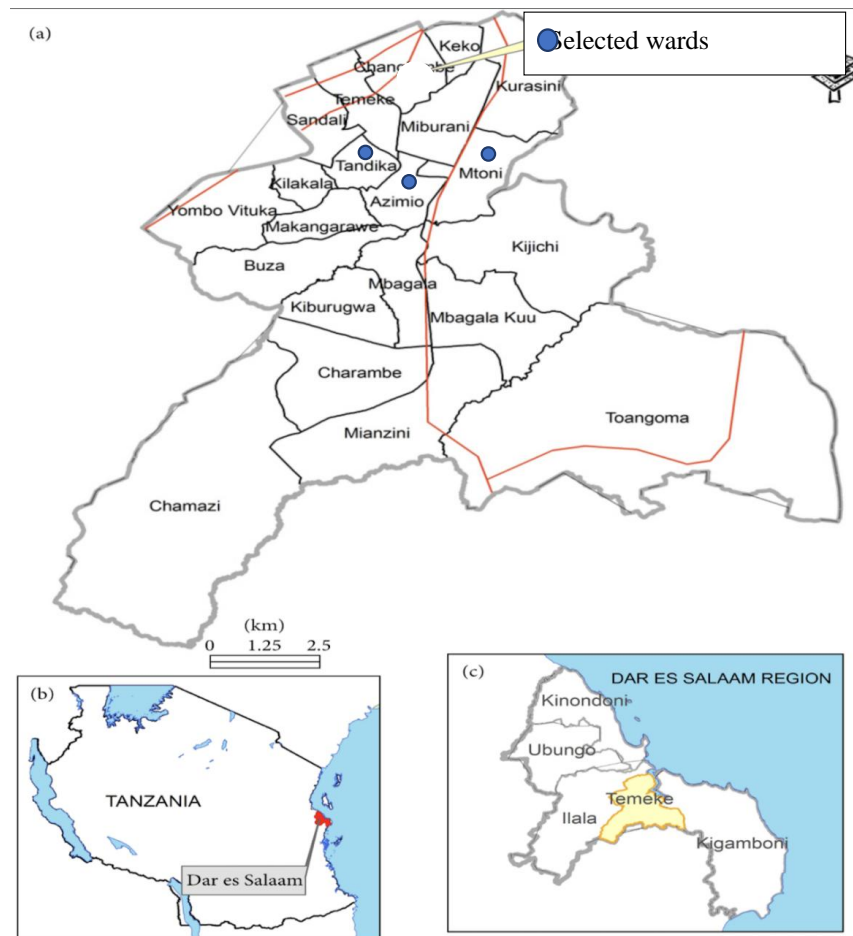 (a)
Selected wards
Keko
Chang
be
Kurasini
Temeke
Sandali
Miburani
Tandika
Mtoni
Kilakala
Azimio
Yombo Vituka
Makangarawe
Kijichi
Buza
Mbagala
Kiburugwa
Mbagala Kuu
Charambe
Toangoma
Mianzini
Chamazi
(km)
0 1.25 2.5
(b)
TANZANIA
Dar es Salaam
(c)
DAR ES SALAAM REGION
Kinondoni
Ubungo
Temeke
Ilala
Kigamboni